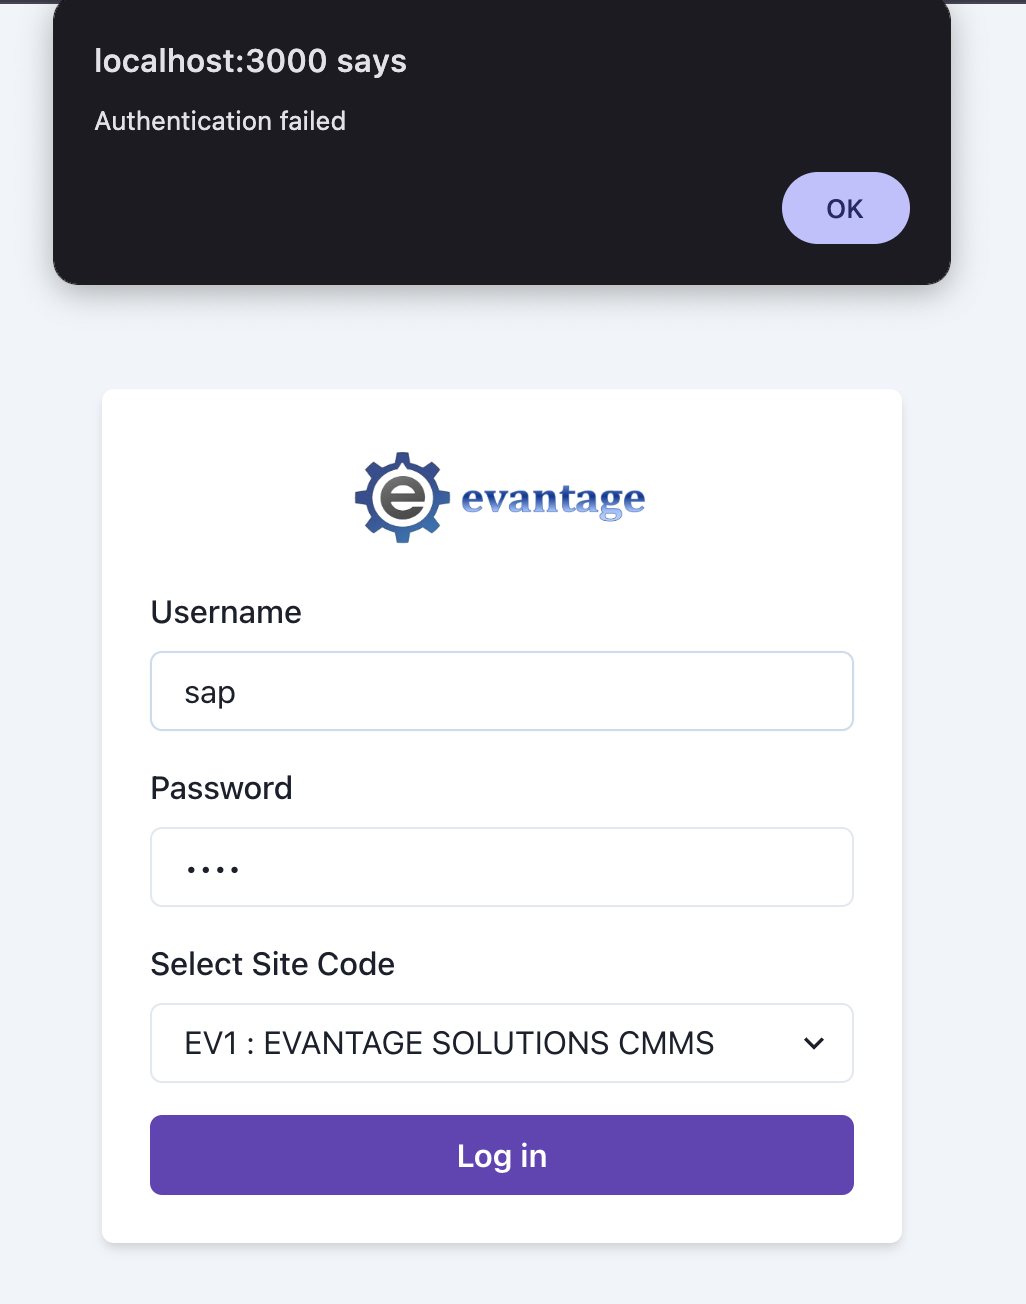 localhost:3000 says
Authentication failed
OK
e evantage
Username
sap
Password
••••
Select Site Code
EV1 : EVANTAGE SOLUTIONS CMMS
Log in